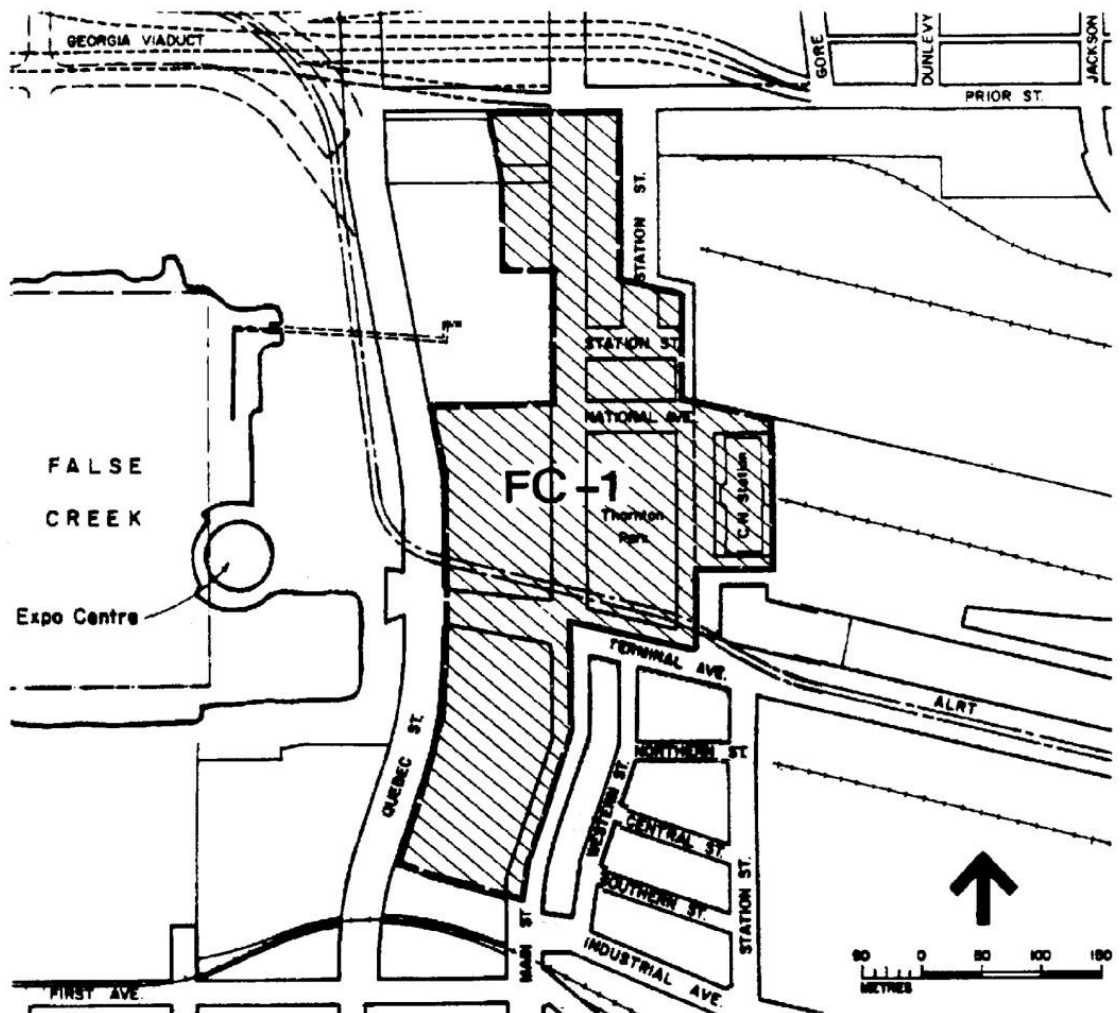 GEORGIA VIADUCT
GORE
DUNLEVY
JACKSON
PRIOR ST.
STATION ST.
STATION ST.
NATIONAL AVE.
FALSE
CREEK
FC-1
Thornton
Park
C.N. Station
Expo Centre
TERMINAL AVE.
ALRT
QUEBEC ST.
NORTHERN ST.
WESTERN ST.
CENTRAL ST.
SOUTHERN ST.
STATION ST.
MAIN ST.
INDUSTRIAL AVE.
FIRST AVE.
50 0 50 100 150
METRES